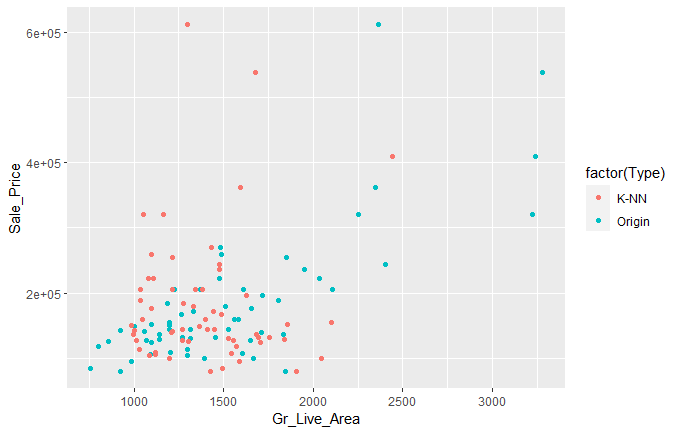 6e+05
4e+05
2e+05
Sale_Price
1000 1500 2000 2500 3000
Gr_Live_Area
factor(Type)
K-NN
Origin